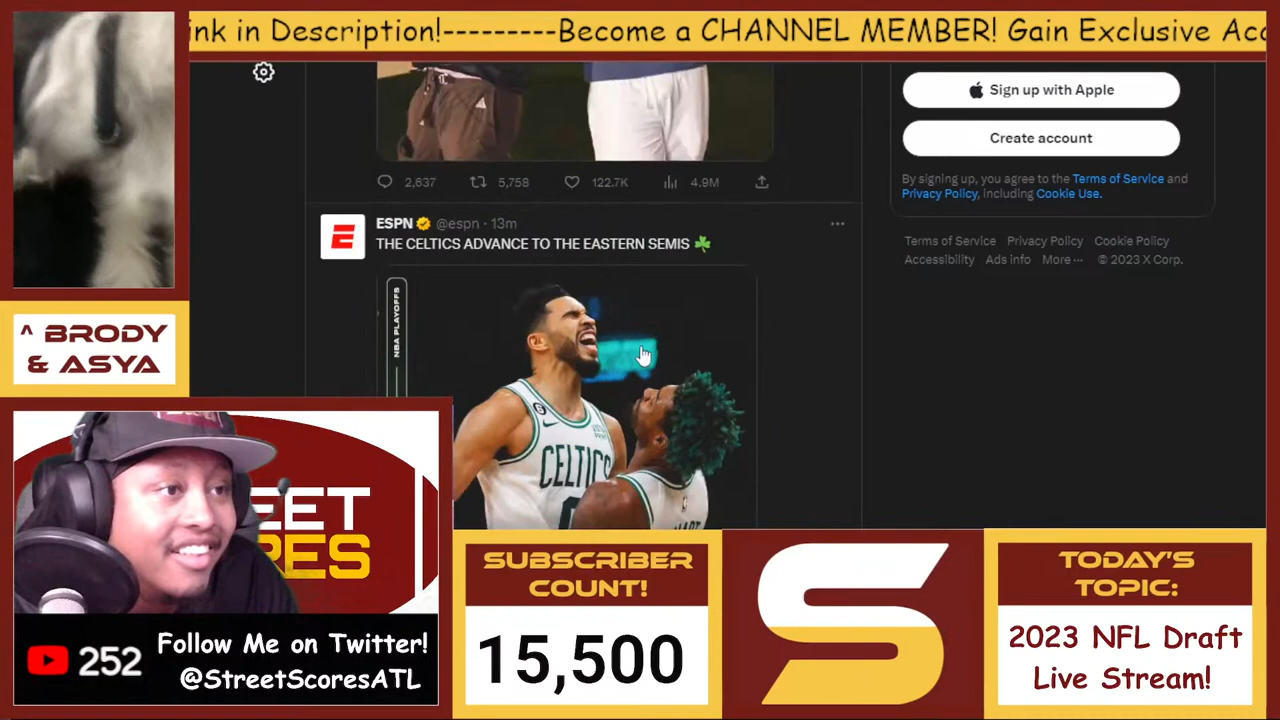 ink in Description!---------Become a CHANNEL MEMBER! Gain Exclusive Acc
Sign up with Apple
Create account
By signing up, you agree to the Terms of Service and
Privacy Policy, including Cookie Use.
2,637 5,758 122.7K 4.9M
ESPN @espn · 13m
THE CELTICS ADVANCE TO THE EASTERN SEMIS ☘️
Terms of Service Privacy Policy Cookie Policy
Accessibility Ads info More ··· © 2023 X Corp.
NBA PLAYOFFS
CELTICS
^ BRODY
& ASYA
EET
RES
252 Follow Me on Twitter!
@StreetScoresATL
SUBSCRIBER
COUNT!
15,500
S
TODAY'S
TOPIC:
2023 NFL Draft
Live Stream!